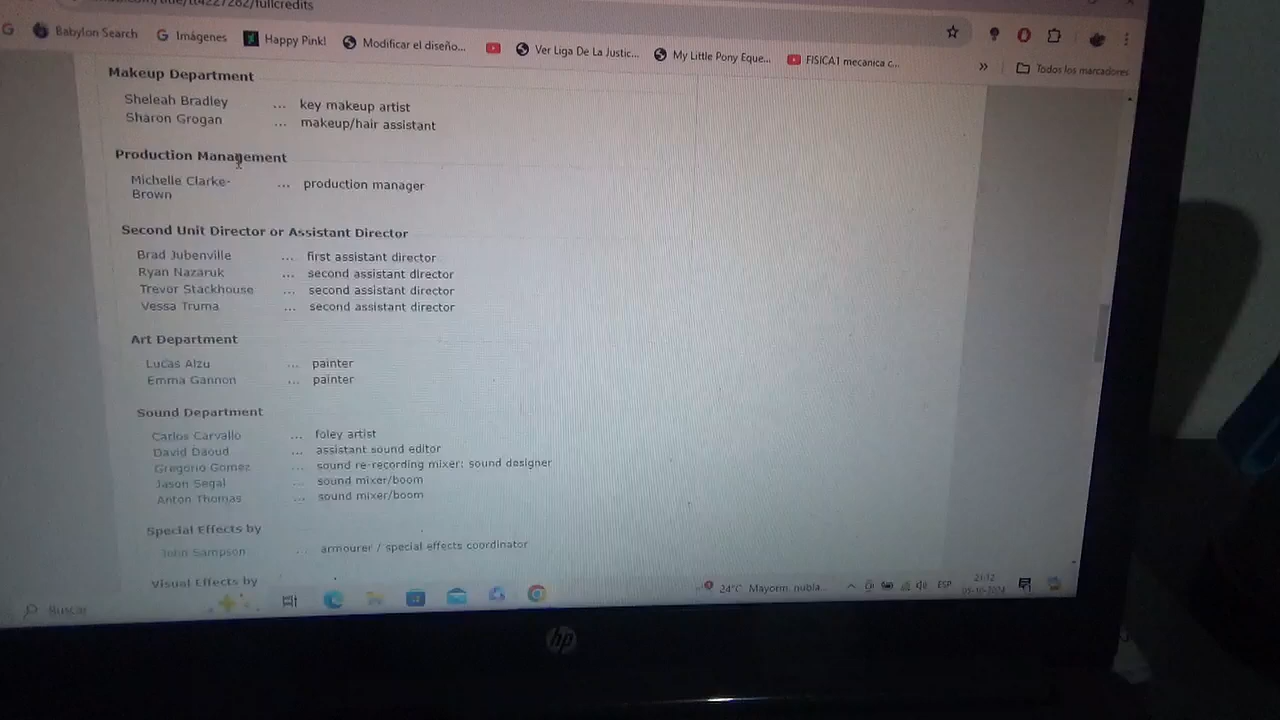 /fullcredits
Babylon Search Imágenes Happy Pink! Modificar el diseño... Ver Liga De La Justic... My Little Pony Eque... FISICA I mecanica c... » Todos los marcadores
Makeup Department
Sheleah Bradley ... key makeup artist
Sharon Grogan ... makeup/hair assistant
Production Management
Michelle Clarke- ... production manager
Brown
Second Unit Director or Assistant Director
Brad Jubenville ... first assistant director
Ryan Nazaruk ... second assistant director
Trevor Stackhouse ... second assistant director
Vessa Truma ... second assistant director
Art Department
Lucas Alzu ... painter
Emma Gannon ... painter
Sound Department
Carlos Carvallo ... foley artist
David Daoud ... assistant sound editor
Gregorio Gomez ... sound re-recording mixer: sound designer
Jason Segal ... sound mixer/boom
Anton Thomas ... sound mixer/boom
Special Effects by
John Sampson ... armourer / special effects coordinator
Visual Effects by
Buscar 24°C Mayorm. nubla... ESP 21:12
05-10-2024
hp